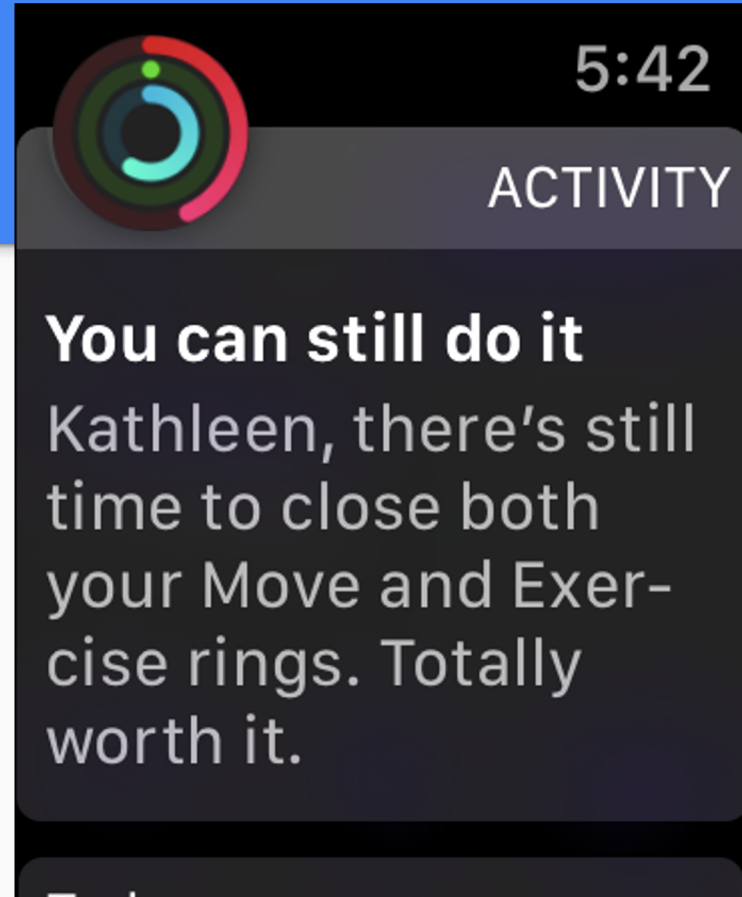 5:42
ACTIVITY
You can still do it
Kathleen, there’s still
time to close both
your Move and Exer-
cise rings. Totally
worth it.